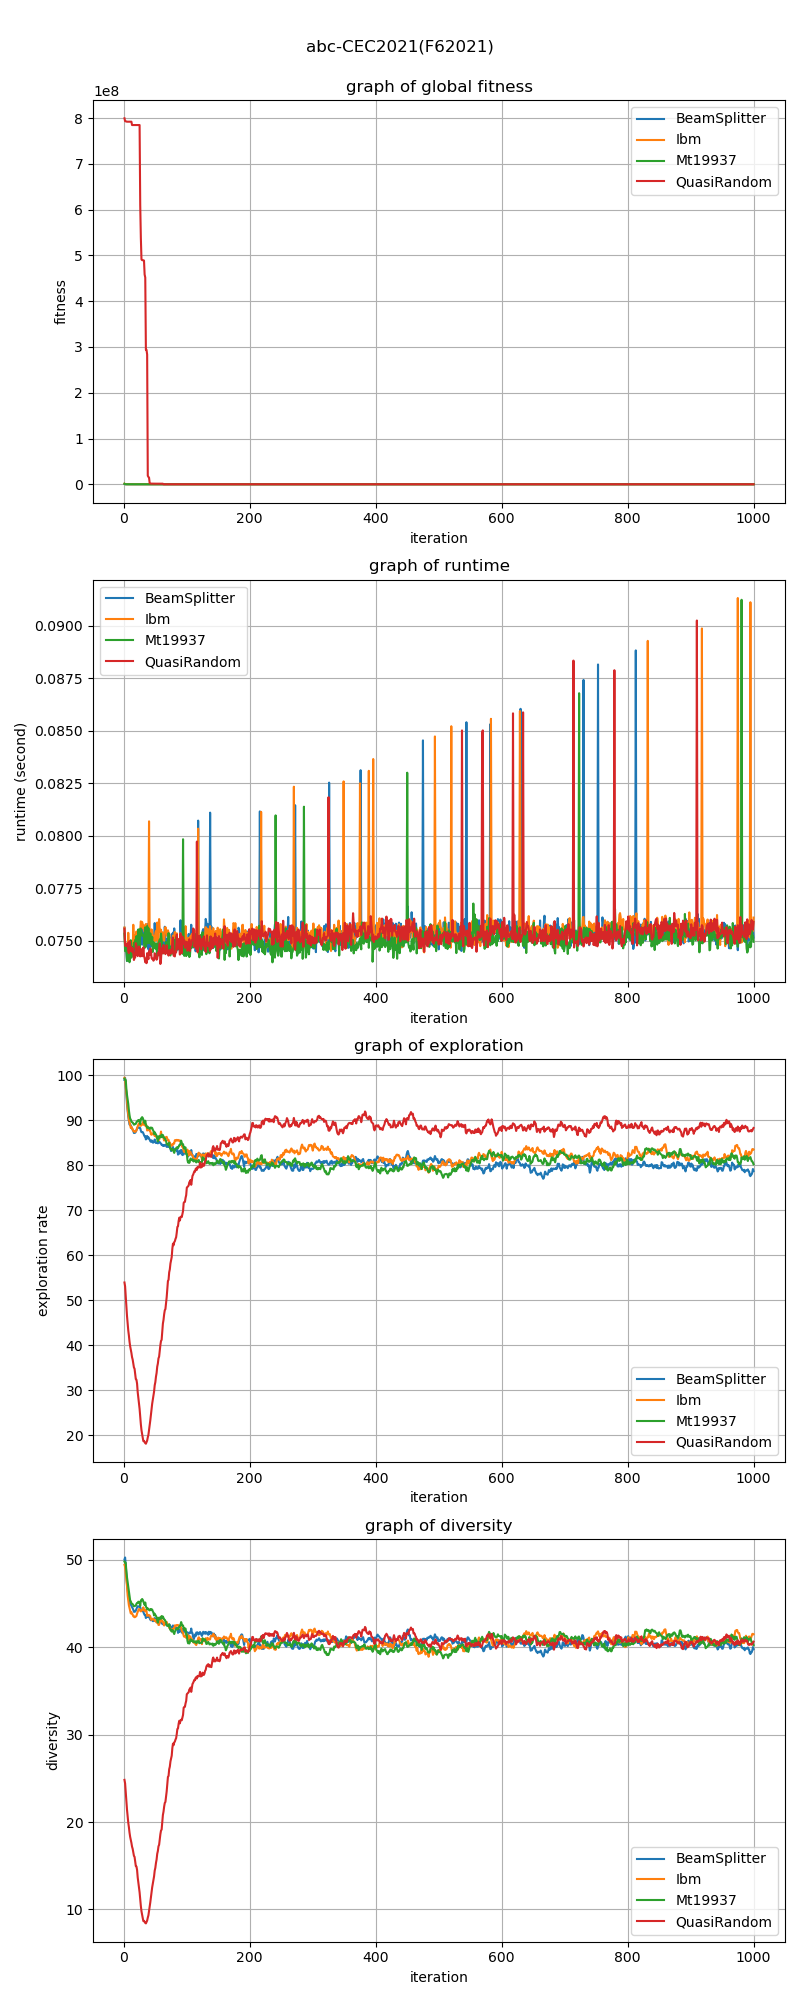 abc-CEC2021(F62021)
graph of global fitness
1e8
8
7
6
5
4
3
2
1
0
fitness
BeamSplitter
Ibm
Mt19937
QuasiRandom
0 200 400 600 800 1000
iteration
graph of runtime
0.0900
0.0875
0.0850
0.0825
0.0800
0.0775
0.0750
runtime (second)
BeamSplitter
Ibm
Mt19937
QuasiRandom
0 200 400 600 800 1000
iteration
graph of exploration
100
90
80
70
60
50
40
30
20
exploration rate
BeamSplitter
Ibm
Mt19937
QuasiRandom
0 200 400 600 800 1000
iteration
graph of diversity
50
40
30
20
10
diversity
BeamSplitter
Ibm
Mt19937
QuasiRandom
0 200 400 600 800 1000
iteration